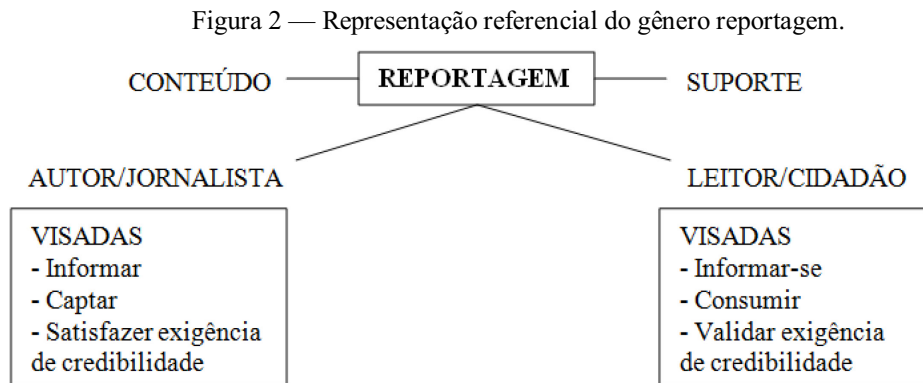 Figura 2 — Representação referencial do gênero reportagem.
CONTEÚDO
REPORTAGEM
SUPORTE
AUTOR/JORNALISTA
VISADAS
- Informar
- Captar
- Satisfazer exigência
de credibilidade
LEITOR/CIDADÃO
VISADAS
- Informar-se
- Consumir
- Validar exigência
de credibilidade